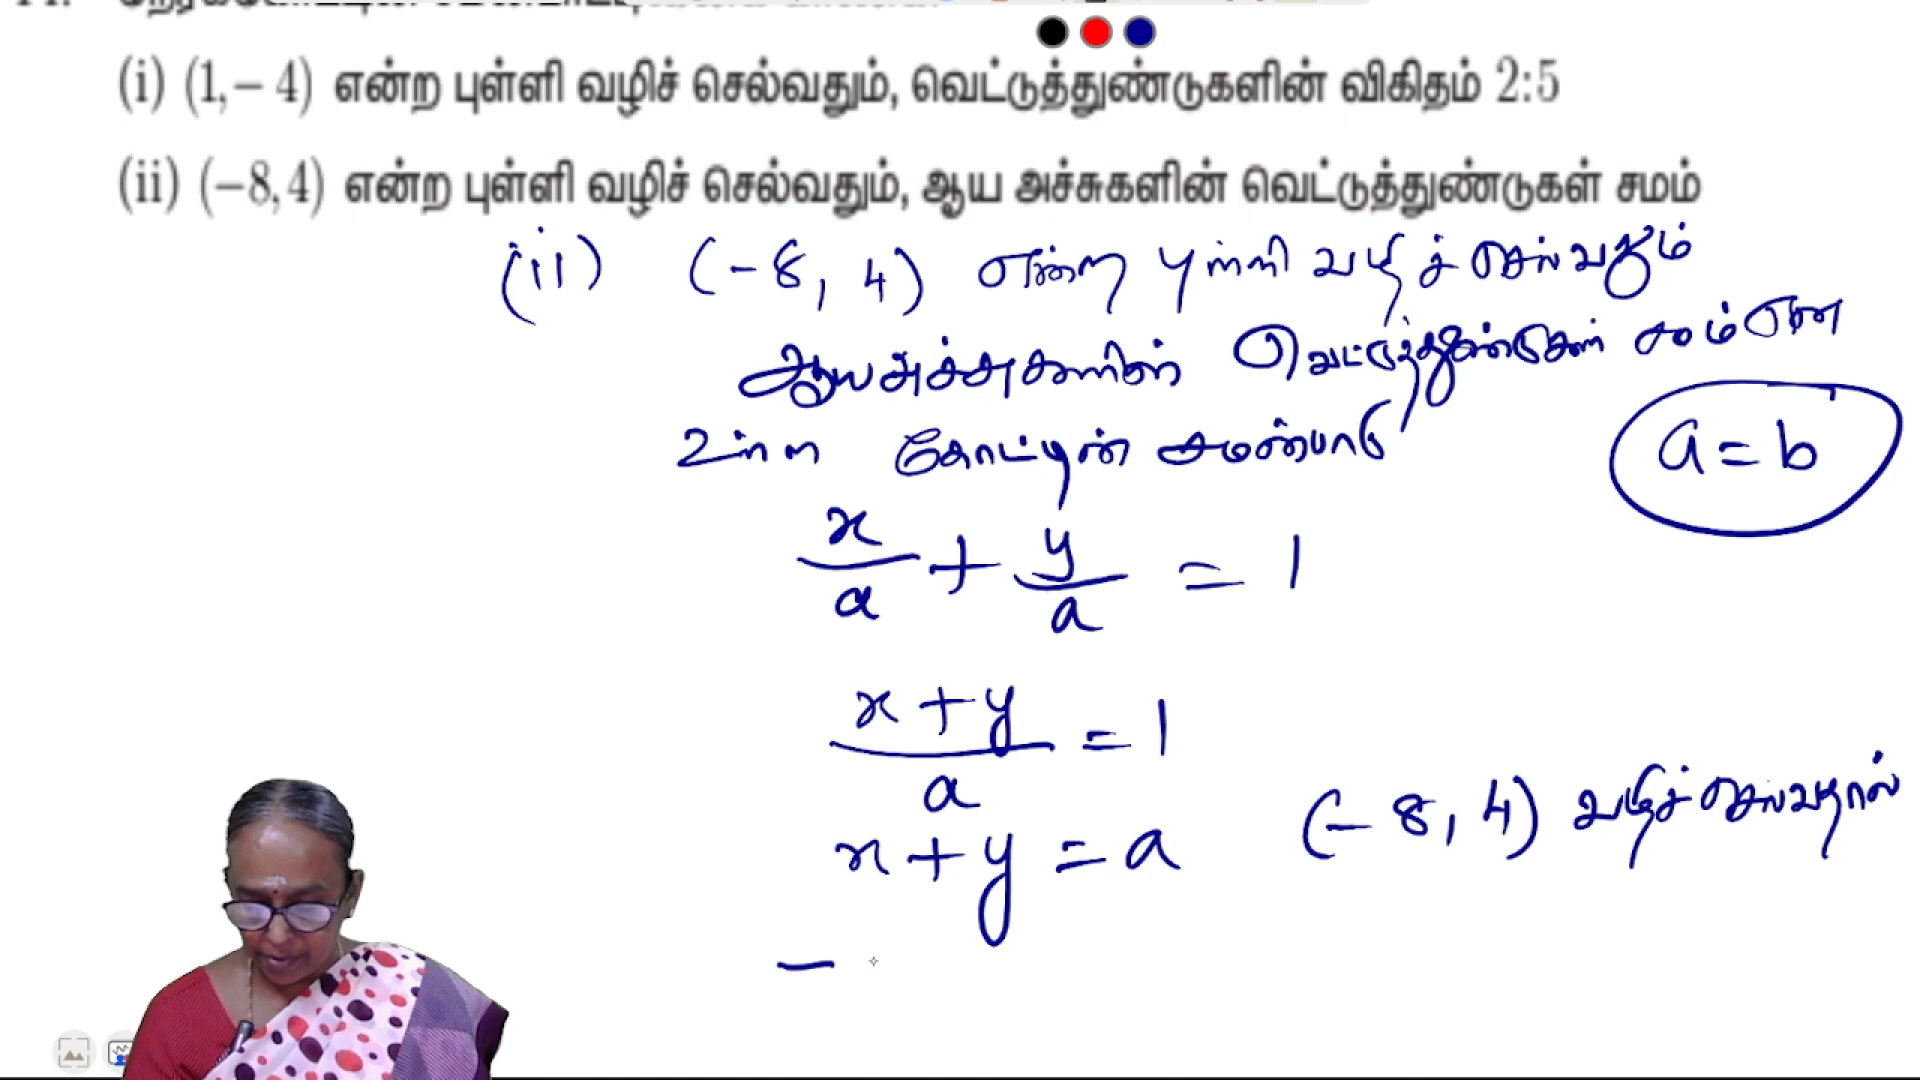 (i) (1,– 4) என்ற புள்ளி வழிச் செல்வதும், வெட்டுத்துண்டுகளின் விகிதம் 2:5
(ii) (–8,4) என்ற புள்ளி வழிச் செல்வதும், ஆய அச்சுகளின் வெட்டுத்துண்டுகள் சமம்
(ii) (-8, 4) என்ற புள்ளி வழிச் செல்வதும்
ஆய அச்சுகளின் வெட்டுத்துண்டுகள் சமம் என
உள்ள கோட்டின் சமன்பாடு
a = b
x/a + y/a = 1
(x + y)/a = 1
(-8, 4) வழிச் செல்வதால்
x + y = a
–